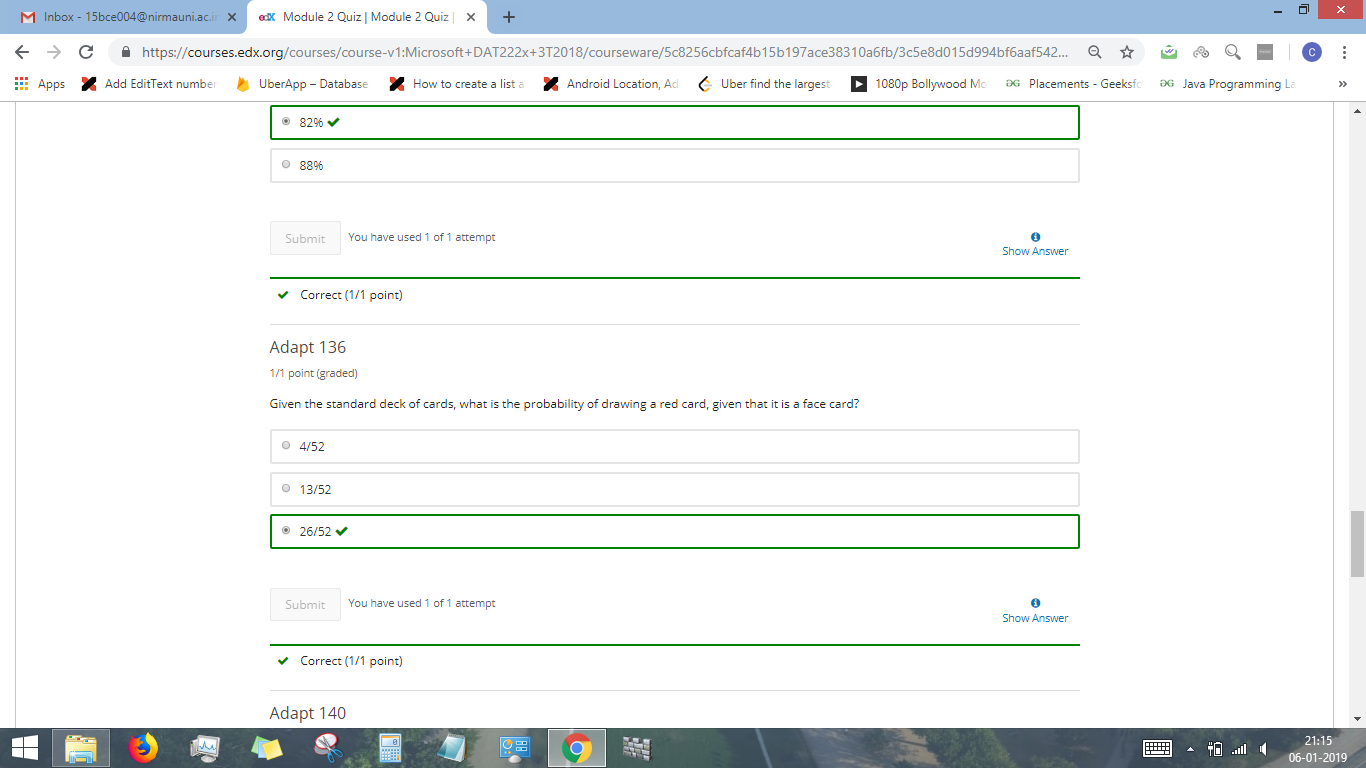 Inbox - 15bce004@nirmauni.ac.i
Module 2 Quiz | Module 2 Quiz |
https://courses.edx.org/courses/course-v1:Microsoft+DAT222x+3T2018/courseware/5c8256cbfcaf4b15b197ace38310a6fb/3c5e8d015d994bf6aaf542...
C
Apps
Add EditText number
UberApp – Database
How to create a list a
Android Location, Ad
Uber find the largest
1080p Bollywood Mo
Placements - Geeksfo
Java Programming La
»
82%
88%
Submit
You have used 1 of 1 attempt
Show Answer
Correct (1/1 point)
Adapt 136
1/1 point (graded)
Given the standard deck of cards, what is the probability of drawing a red card, given that it is a face card?
4/52
13/52
26/52
Submit
You have used 1 of 1 attempt
Show Answer
Correct (1/1 point)
Adapt 140
21:15
06-01-2019